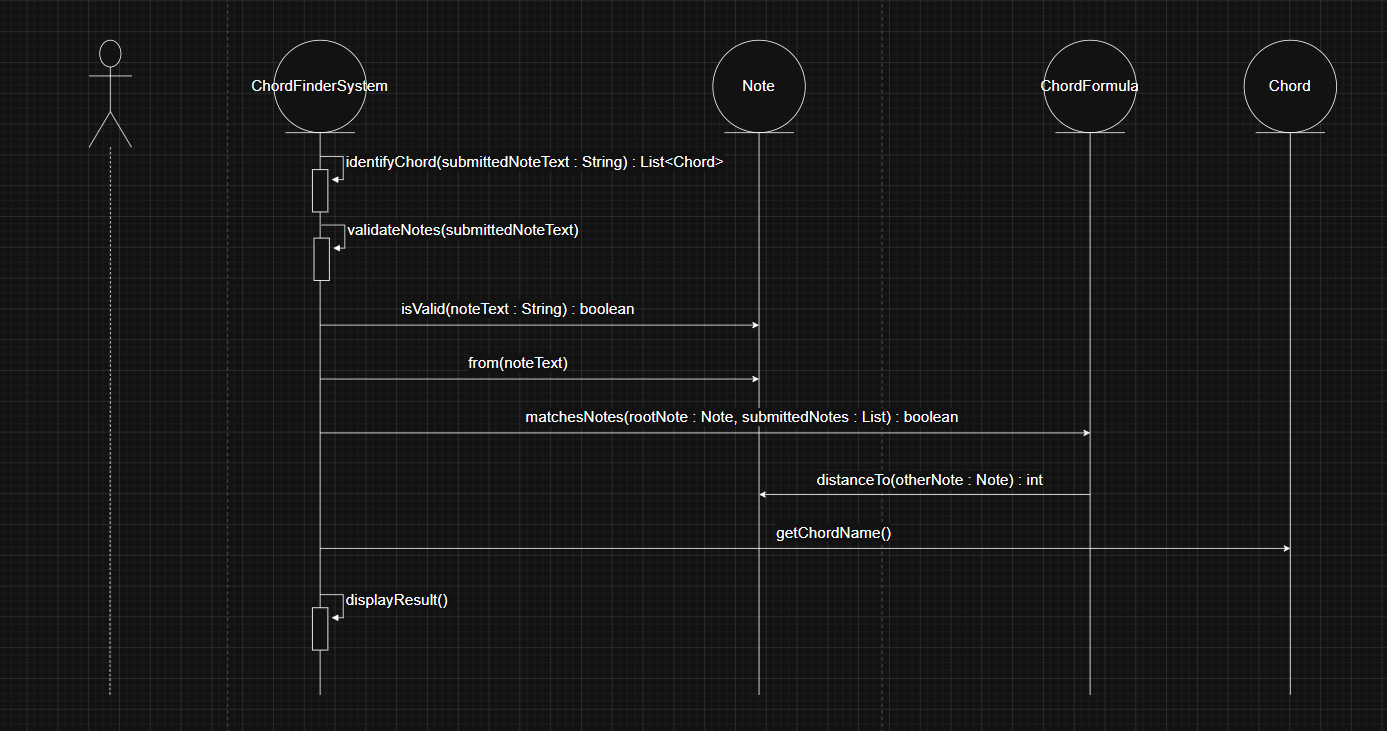 ChordFinderSystem
Note
ChordFormula
Chord
identifyChord(submittedNoteText : String) : List<Chord>
validateNotes(submittedNoteText)
isValid(noteText : String) : boolean
from(noteText)
matchesNotes(rootNote : Note, submittedNotes : List) : boolean
distanceTo(otherNote : Note) : int
getChordName()
displayResult()